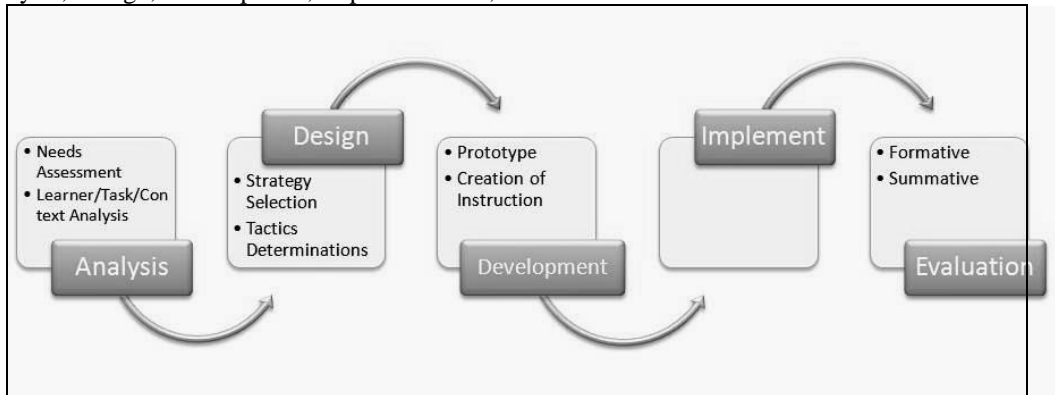 Design
Implement
• Needs
Assessment
• Learner/Task/Con
text Analysis
Analysis
• Strategy
Selection
• Tactics
Determinations
• Prototype
• Creation of
Instruction
Development
• Formative
• Summative
Evaluation